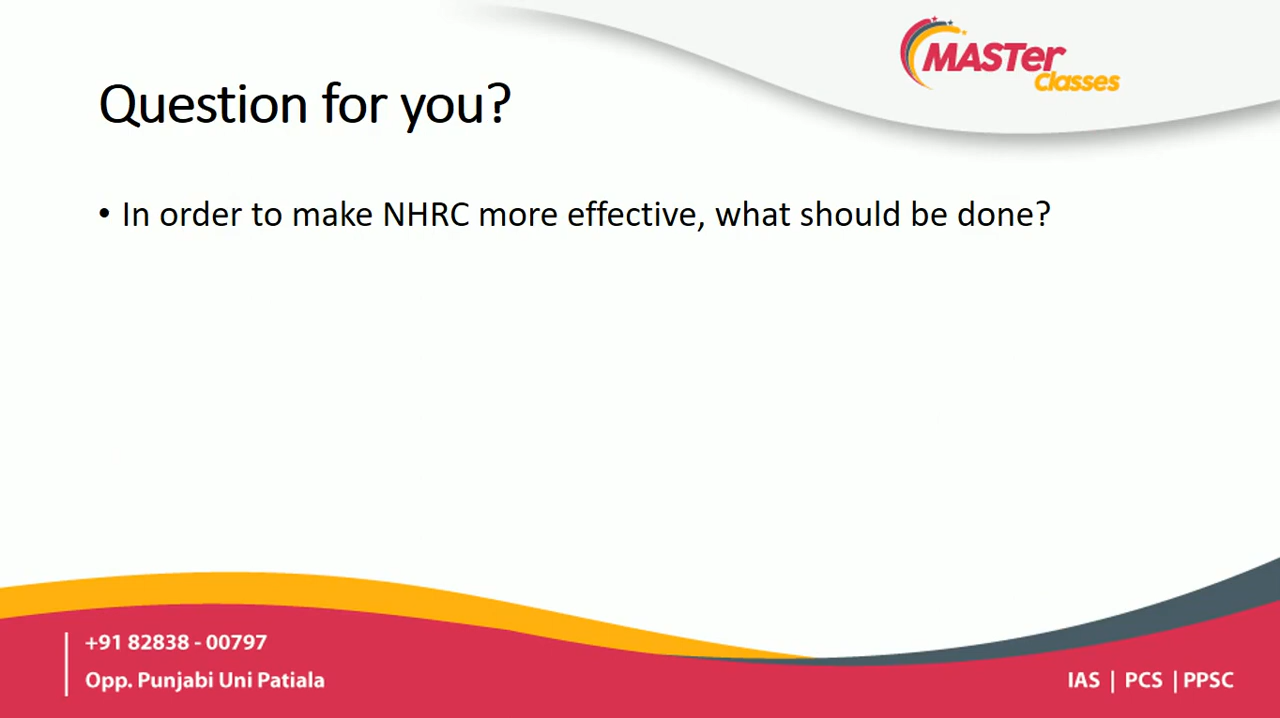 MASTer
Classes
Question for you?
• In order to make NHRC more effective, what should be done?
+91 82838 - 00797
Opp. Punjabi Uni Patiala
IAS | PCS | PPSC